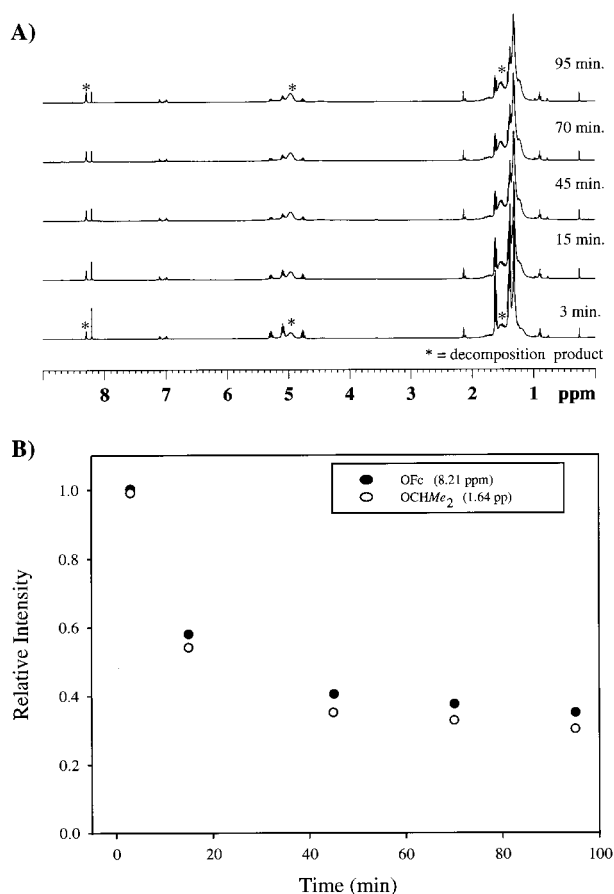 A)
*
*
*
95 min.
70 min.
45 min.
15 min.
3 min.
*
*
*
* = decomposition product
8 7 6 5 4 3 2 1 ppm
B)
OFc (8.21 ppm)
OCHMe2 (1.64 pp)
1.0
0.8
0.6
0.4
0.2
0.0
Relative Intensity
0 20 40 60 80 100
Time (min)